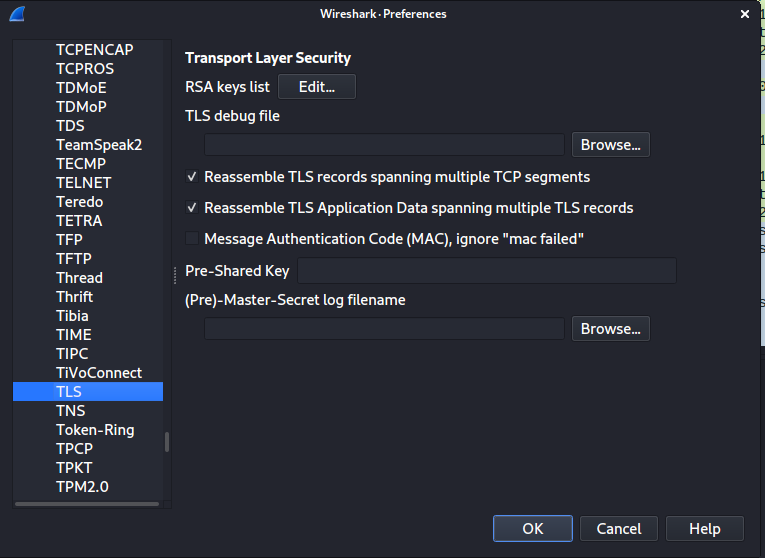 Wireshark · Preferences
TCPENCAP
TCPROS
TDMoE
TDMoP
TDS
TeamSpeak2
TECMP
TELNET
Teredo
TETRA
TFP
TFTP
Thread
Thrift
Tibia
TIME
TIPC
TiVoConnect
TLS
TNS
Token-Ring
TPCP
TPKT
TPM2.0
Transport Layer Security
RSA keys list Edit...
TLS debug file
Browse...
Reassemble TLS records spanning multiple TCP segments
Reassemble TLS Application Data spanning multiple TLS records
Message Authentication Code (MAC), ignore "mac failed"
Pre-Shared Key
(Pre)-Master-Secret log filename
Browse...
OK Cancel Help